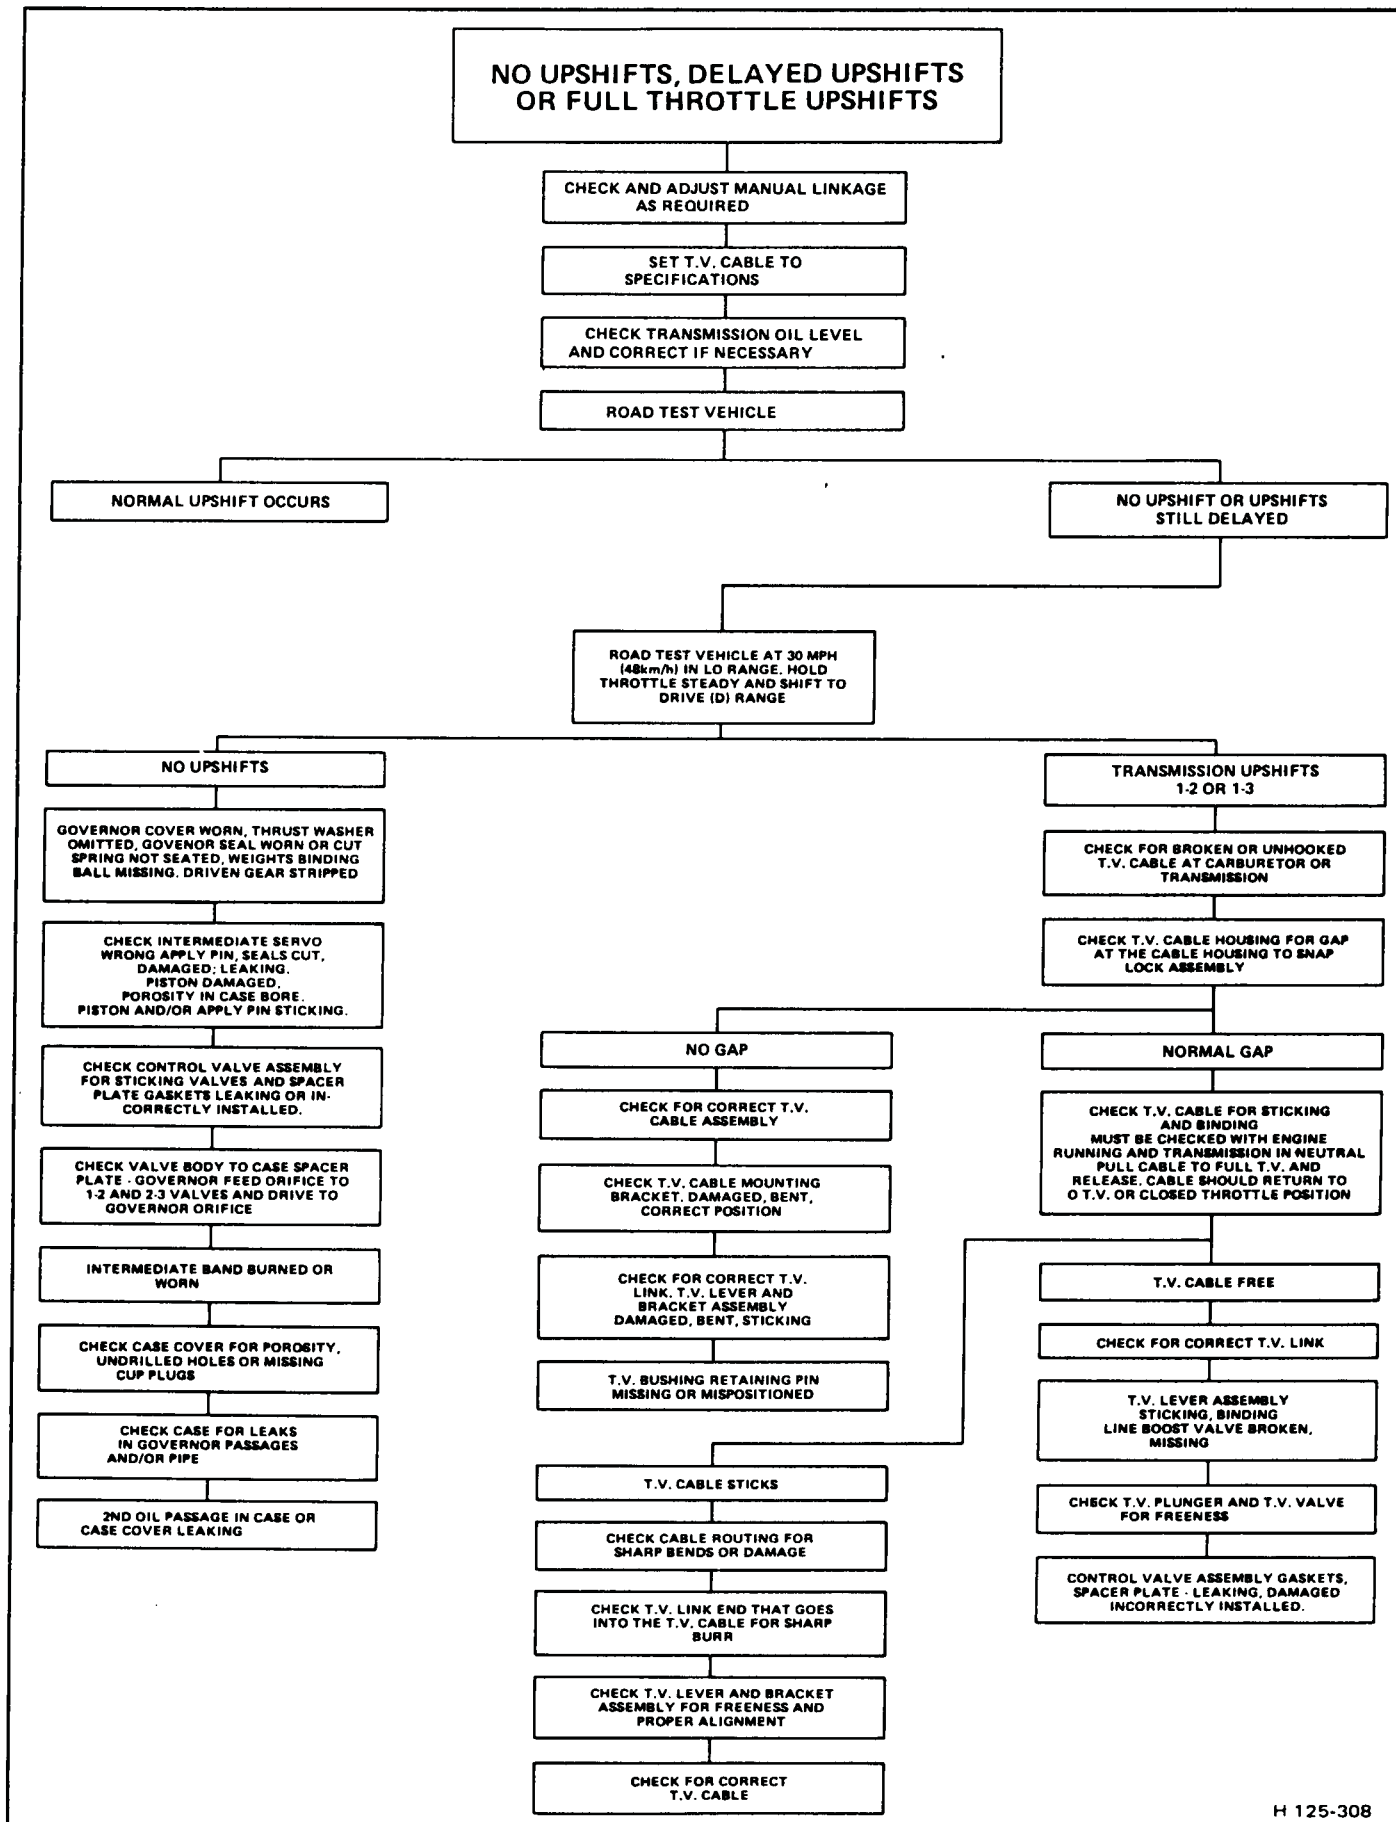 NO UPSHIFTS, DELAYED UPSHIFTS
OR FULL THROTTLE UPSHIFTS
CHECK AND ADJUST MANUAL LINKAGE
AS REQUIRED
SET T.V. CABLE TO
SPECIFICATIONS
CHECK TRANSMISSION OIL LEVEL
AND CORRECT IF NECESSARY
ROAD TEST VEHICLE
NORMAL UPSHIFT OCCURS
NO UPSHIFT OR UPSHIFTS
STILL DELAYED
ROAD TEST VEHICLE AT 30 MPH
(48km/h) IN LO RANGE. HOLD
THROTTLE STEADY AND SHIFT TO
DRIVE (D) RANGE
NO UPSHIFTS
GOVERNOR COVER WORN, THRUST WASHER
OMITTED, GOVENOR SEAL WORN OR CUT
SPRING NOT SEATED, WEIGHTS BINDING
BALL MISSING. DRIVEN GEAR STRIPPED
CHECK INTERMEDIATE SERVO
WRONG APPLY PIN, SEALS CUT,
DAMAGED; LEAKING.
PISTON DAMAGED,
POROSITY IN CASE BORE.
PISTON AND/OR APPLY PIN STICKING.
CHECK CONTROL VALVE ASSEMBLY
FOR STICKING VALVES AND SPACER
PLATE GASKETS LEAKING OR IN-
CORRECTLY INSTALLED.
CHECK VALVE BODY TO CASE SPACER
PLATE - GOVERNOR FEED ORIFICE TO
1-2 AND 2-3 VALVES AND DRIVE TO
GOVERNOR ORIFICE
INTERMEDIATE BAND BURNED OR
WORN
CHECK CASE COVER FOR POROSITY,
UNDRILLED HOLES OR MISSING
CUP PLUGS
CHECK CASE FOR LEAKS
IN GOVERNOR PASSAGES
AND/OR PIPE
2ND OIL PASSAGE IN CASE OR
CASE COVER LEAKING
TRANSMISSION UPSHIFTS
1-2 OR 1-3
CHECK FOR BROKEN OR UNHOOKED
T.V. CABLE AT CARBURETOR OR
TRANSMISSION
CHECK T.V. CABLE HOUSING FOR GAP
AT THE CABLE HOUSING TO SNAP
LOCK ASSEMBLY
NO GAP
CHECK FOR CORRECT T.V.
CABLE ASSEMBLY
CHECK T.V. CABLE MOUNTING
BRACKET. DAMAGED, BENT,
CORRECT POSITION
CHECK FOR CORRECT T.V.
LINK. T.V. LEVER AND
BRACKET ASSEMBLY
DAMAGED, BENT, STICKING
T.V. BUSHING RETAINING PIN
MISSING OR MISPOSITIONED
NORMAL GAP
CHECK T.V. CABLE FOR STICKING
AND BINDING
MUST BE CHECKED WITH ENGINE
RUNNING AND TRANSMISSION IN NEUTRAL
PULL CABLE TO FULL T.V. AND
RELEASE. CABLE SHOULD RETURN TO
O T.V. OR CLOSED THROTTLE POSITION
T.V. CABLE STICKS
CHECK CABLE ROUTING FOR
SHARP BENDS OR DAMAGE
CHECK T.V. LINK END THAT GOES
INTO THE T.V. CABLE FOR SHARP
BURR
CHECK T.V. LEVER AND BRACKET
ASSEMBLY FOR FREENESS AND
PROPER ALIGNMENT
CHECK FOR CORRECT
T.V. CABLE
T.V. CABLE FREE
CHECK FOR CORRECT T.V. LINK
T.V. LEVER ASSEMBLY
STICKING, BINDING
LINE BOOST VALVE BROKEN,
MISSING
CHECK T.V. PLUNGER AND T.V. VALVE
FOR FREENESS
CONTROL VALVE ASSEMBLY GASKETS,
SPACER PLATE - LEAKING, DAMAGED
INCORRECTLY INSTALLED.
H 125-308